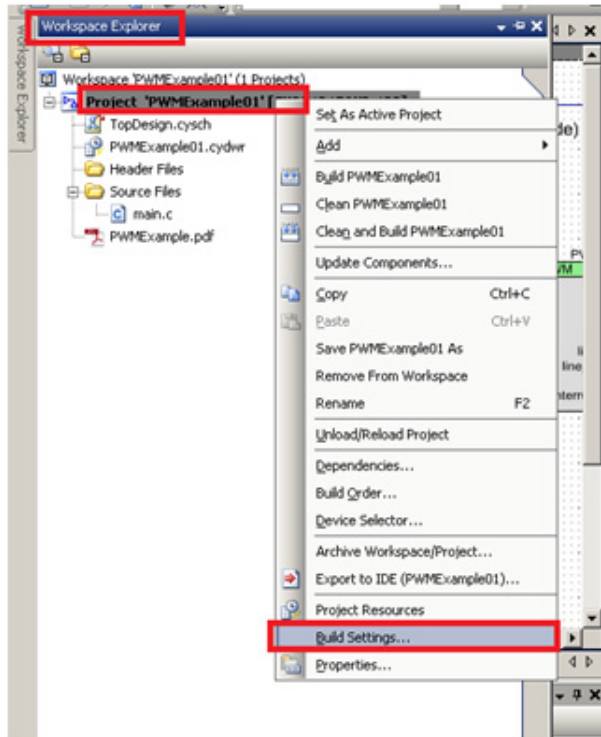 Workspace Explorer
Workspace Explorer
Workspace 'PWMExample01' (1 Projects)
Project 'PWMExample01'
TopDesign.cysch
PWMExample01.cydwr
Header Files
Source Files
main.c
PWMExample.pdf
Set As Active Project
Add
Build PWMExample01
Clean PWMExample01
Clean and Build PWMExample01
Update Components...
Copy Ctrl+C
Paste Ctrl+V
Save PWMExample01 As
Remove From Workspace
Rename F2
Unload/Reload Project
Dependencies...
Build Order...
Device Selector...
Archive Workspace/Project...
Export to IDE (PWMExample01)...
Project Resources
Build Settings...
Properties...